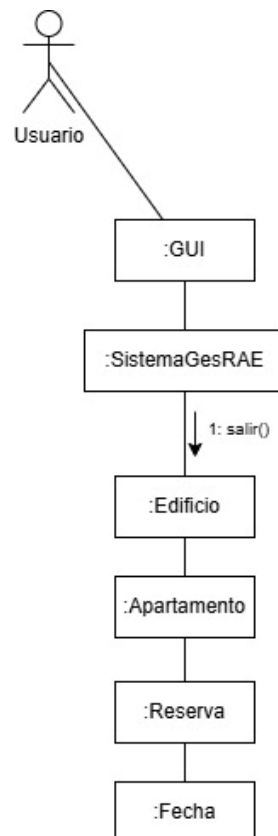 Usuario
:GUI
:SistemaGesRAE
1: salir()
:Edificio
:Apartamento
:Reserva
:Fecha